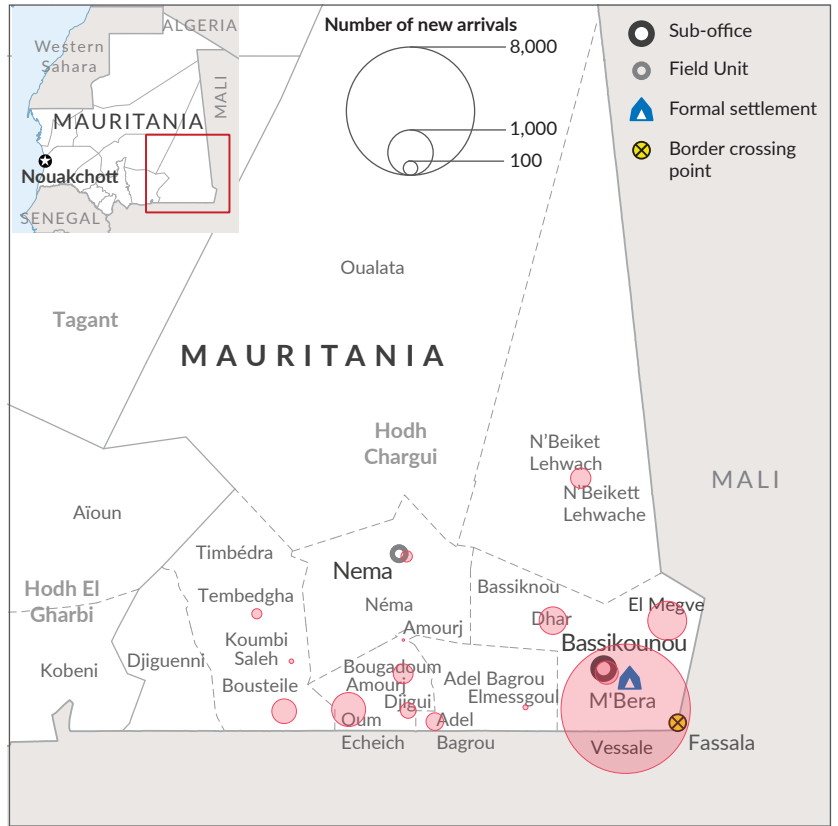 ALGERIA
Western
Sahara
MALI
MAURITANIA
Nouakchott
SENEGAL
Number of new arrivals
8,000
1,000
100
Sub-office
Field Unit
Formal settlement
Border crossing
point
Oualata
Tagant
MAURITANIA
Hodh
Chargui
N'Beiket
Lehwach
N'Beikett
Lehwache
MALI
Aïoun
Timbédra
Nema
Hodh El
Gharbi
Tembedgha
Néma
Bassiknou
Dhar
El Megve
Amourj
Koumbi
Saleh
Bassikounou
Kobeni
Djiguenni
Bougadoum
Amourj
Adel Bagrou
Elmessgoul
M'Bera
Bousteile
Djigui
Oum
Echeich
Adel
Bagrou
Vessale
Fassala